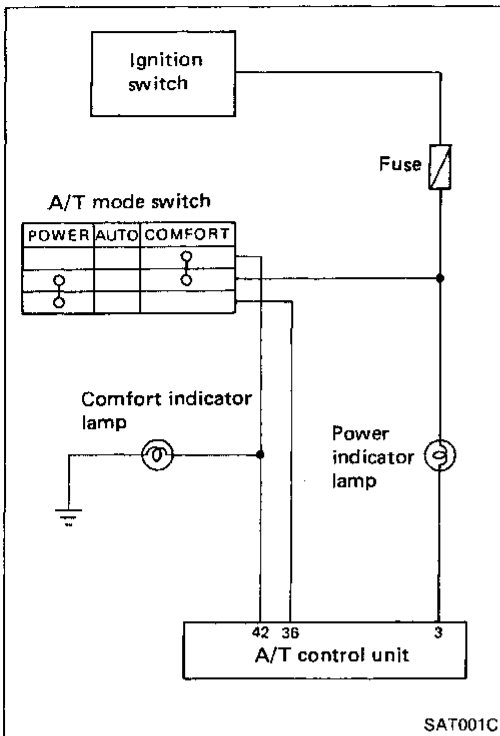 Ignition
switch
Fuse
A/T mode switch
POWER AUTO COMFORT
Comfort indicator
lamp
Power
indicator
lamp
42 36 3
A/T control unit
SAT001C